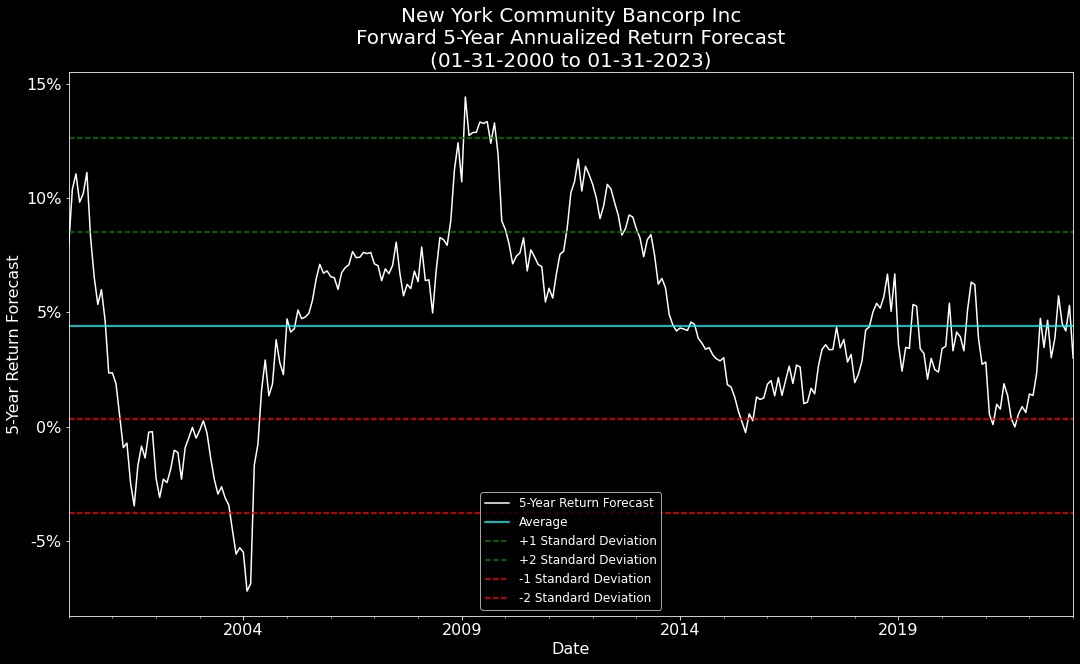 New York Community Bancorp Inc
Forward 5-Year Annualized Return Forecast
(01-31-2000 to 01-31-2023)
15%
10%
5%
0%
-5%
5-Year Return Forecast
5-Year Return Forecast
Average
+1 Standard Deviation
+2 Standard Deviation
-1 Standard Deviation
-2 Standard Deviation
2004
2009
2014
2019
Date